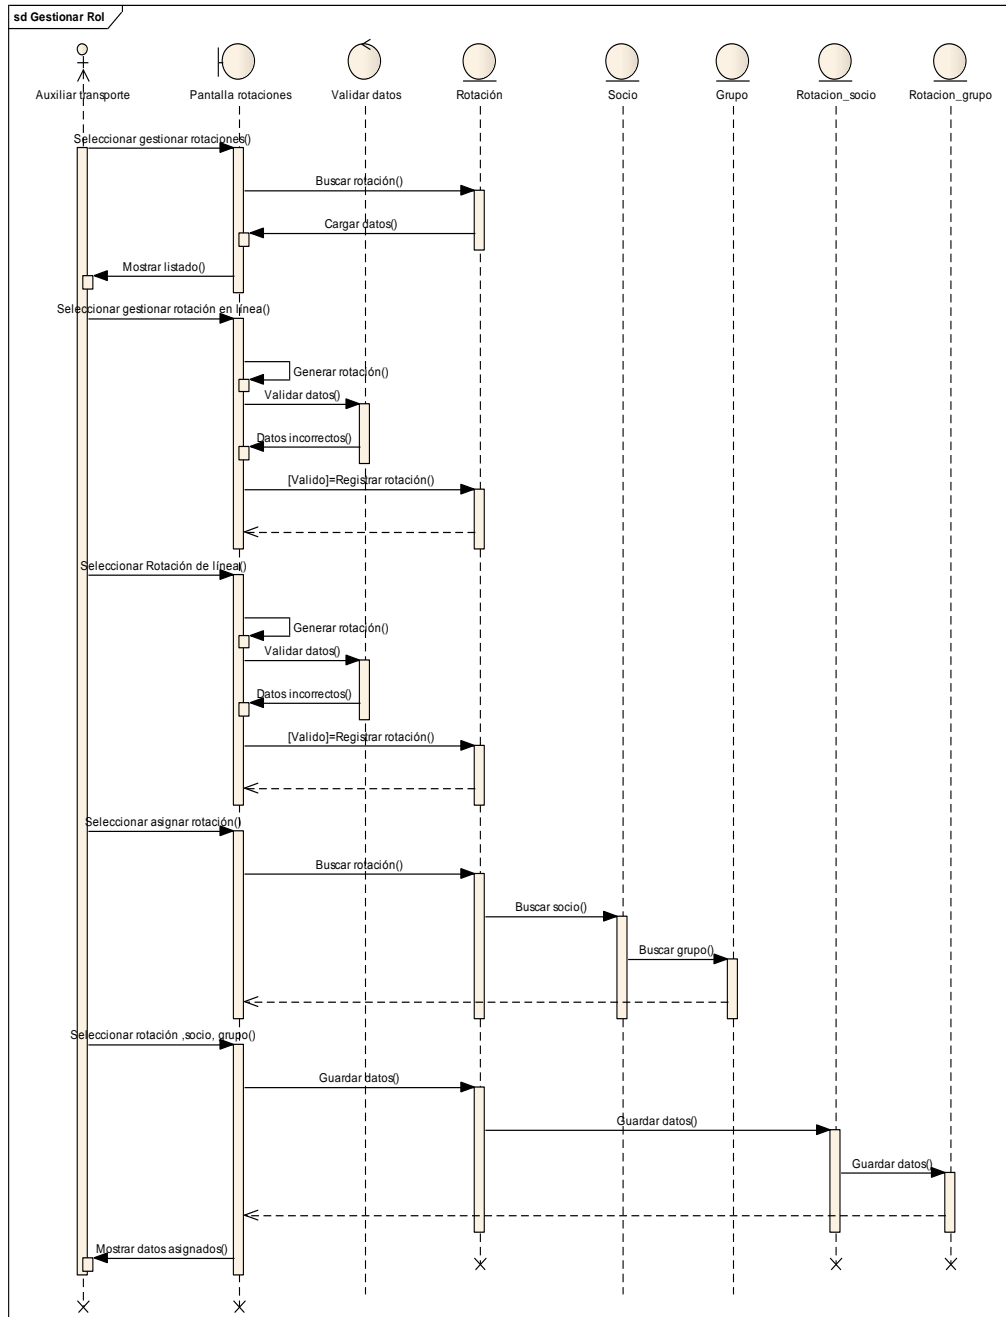 sd Gestionar Rol
Auxiliar transporte
Pantalla rotaciones
Validar datos
Rotación
Socio
Grupo
Rotacion_socio
Rotacion_grupo
Seleccionar gestionar rotaciones()
Buscar rotación()
Cargar datos()
Mostrar listado()
Seleccionar gestionar rotación en línea()
Generar rotación()
Validar datos()
Datos incorrectos()
[Valido]=Registrar rotación()
Seleccionar Rotación de línea()
Generar rotación()
Validar datos()
Datos incorrectos()
[Valido]=Registrar rotación()
Seleccionar asignar rotación()
Buscar rotación()
Buscar socio()
Buscar grupo()
Seleccionar rotación ,socio, grupo()
Guardar datos()
Guardar datos()
Guardar datos()
Mostrar datos asignados()